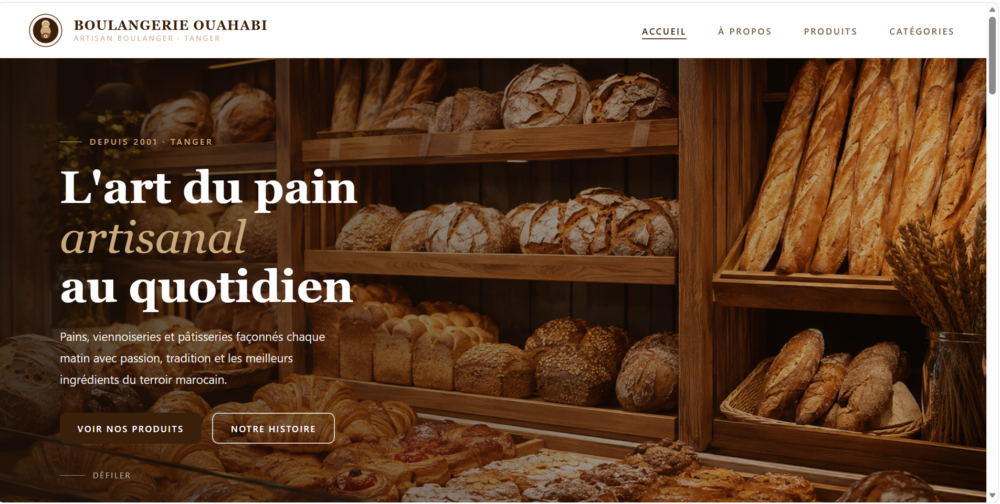 BOULANGERIE OUAHABI
ARTISAN BOULANGER · TANGER
ACCUEIL
À PROPOS
PRODUITS
CATÉGORIES
DEPUIS 2001 · TANGER
L'art du pain
artisanal
au quotidien
Pains, viennoiseries et pâtisseries façonnés chaque
matin avec passion, tradition et les meilleurs
ingrédients du terroir marocain.
VOIR NOS PRODUITS
NOTRE HISTOIRE
DÉFILER